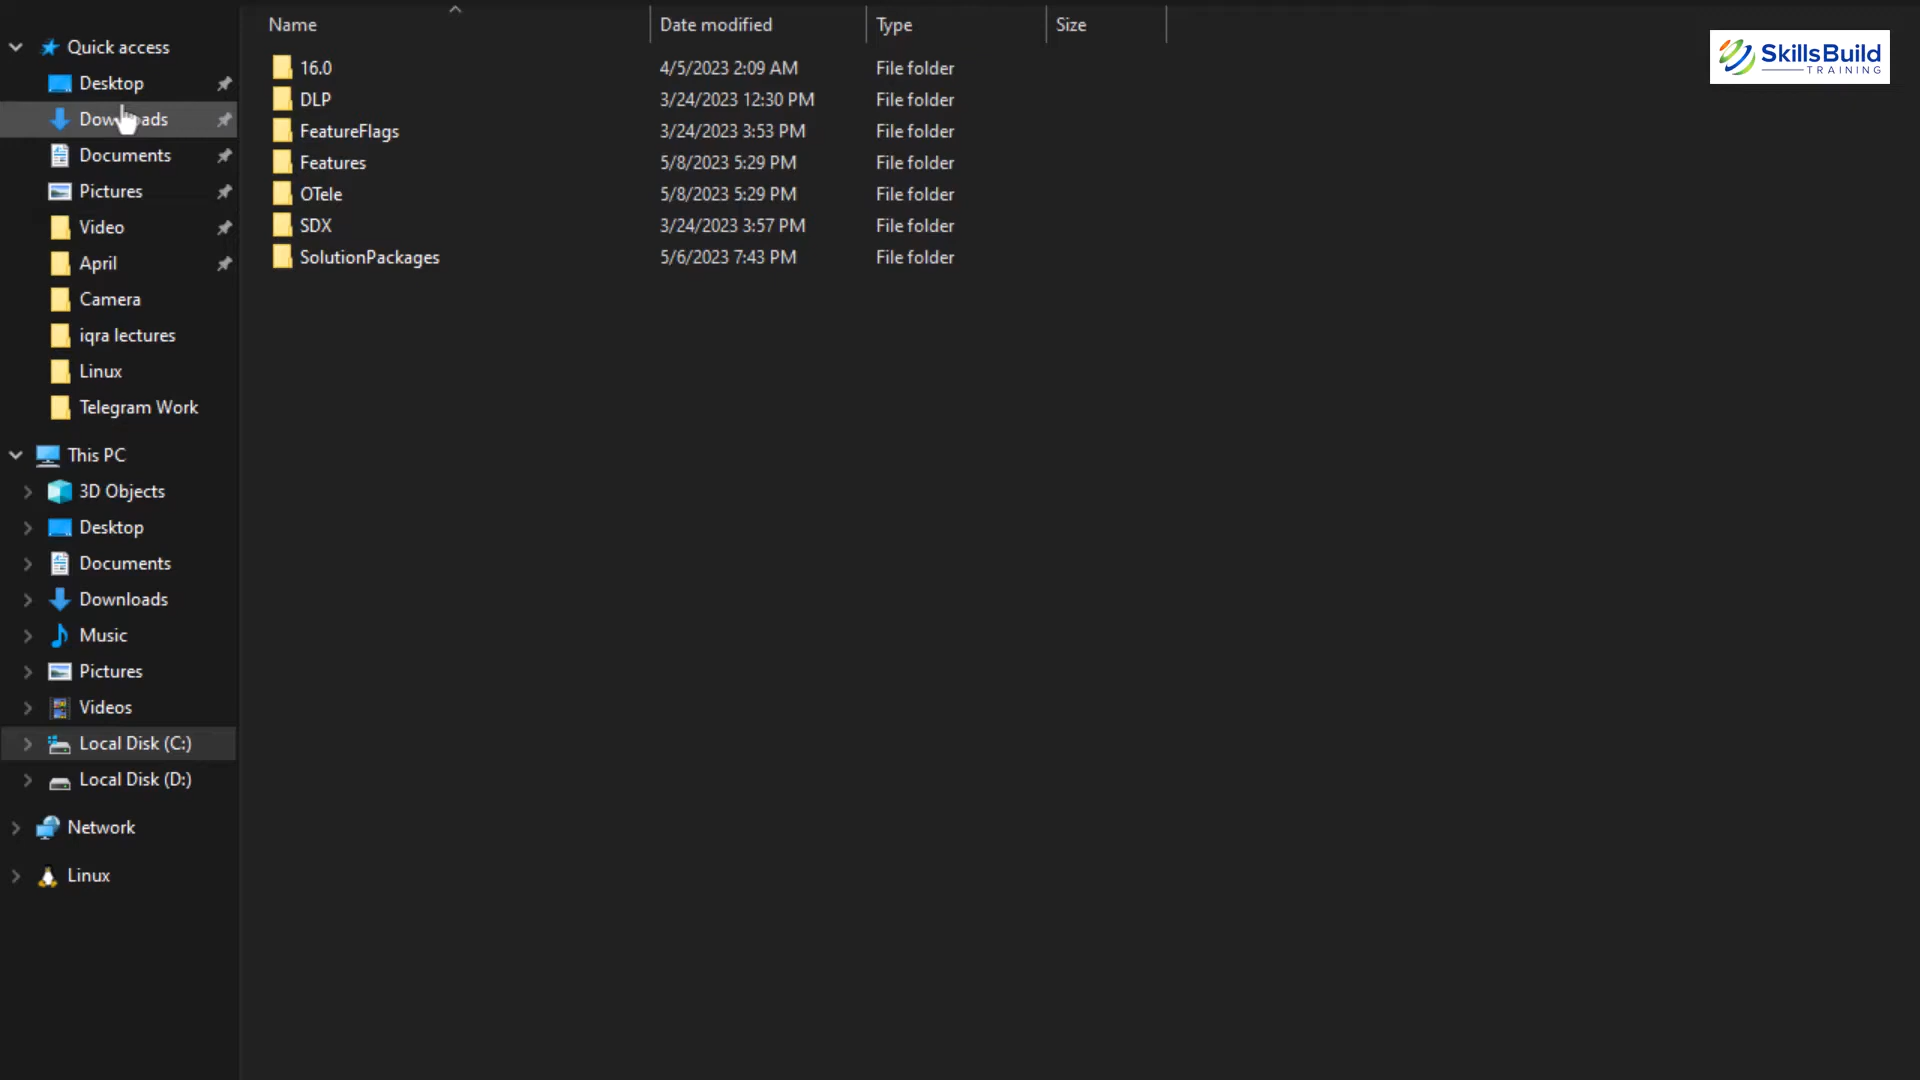 Name Date modified Type Size
Quick access
Desktop
Downloads
Documents
Pictures
Video
April
Camera
iqra lectures
Linux
Telegram Work
This PC
3D Objects
Desktop
Documents
Downloads
Music
Pictures
Videos
Local Disk (C:)
Local Disk (D:)
Network
Linux
16.0 4/5/2023 2:09 AM File folder
DLP 3/24/2023 12:30 PM File folder
FeatureFlags 3/24/2023 3:53 PM File folder
Features 5/8/2023 5:29 PM File folder
OTele 5/8/2023 5:29 PM File folder
SDX 3/24/2023 3:57 PM File folder
SolutionPackages 5/6/2023 7:43 PM File folder
SkillsBuild
TRAINING